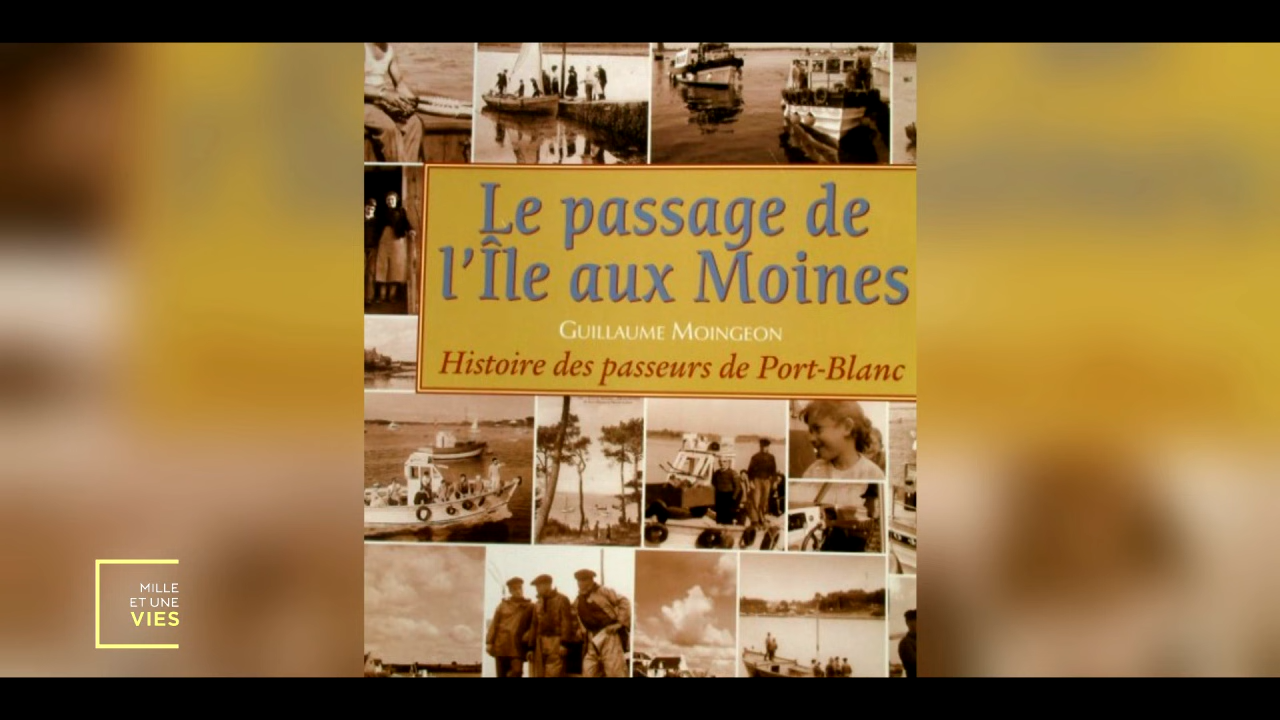 Le passage de
l'Île aux Moines
GUILLAUME MOINGEON
Histoire des passeurs de Port-Blanc
MILLE
ET UNE
VIES